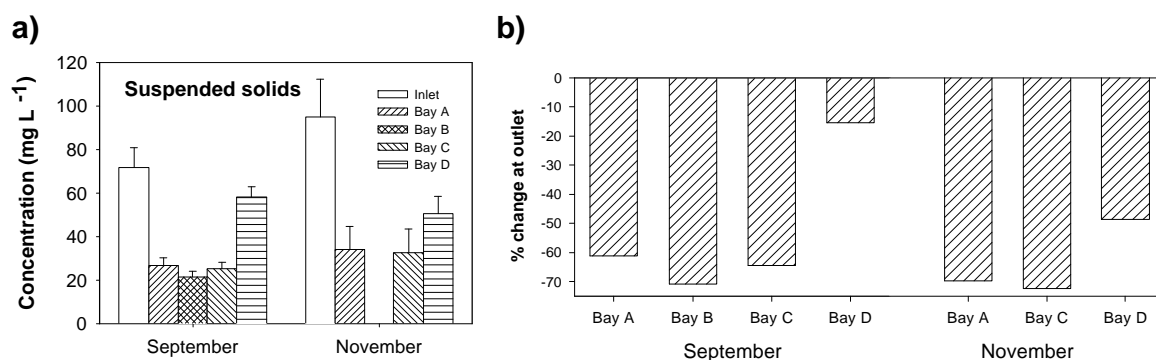 a)
Concentration (mg L⁻¹)
120
100
80
60
40
20
0
Suspended solids
Inlet
Bay A
Bay B
Bay C
Bay D
September November
b)
% change at outlet
0
-10
-20
-30
-40
-50
-60
-70
Bay A Bay B Bay C Bay D Bay A Bay C Bay D
September November